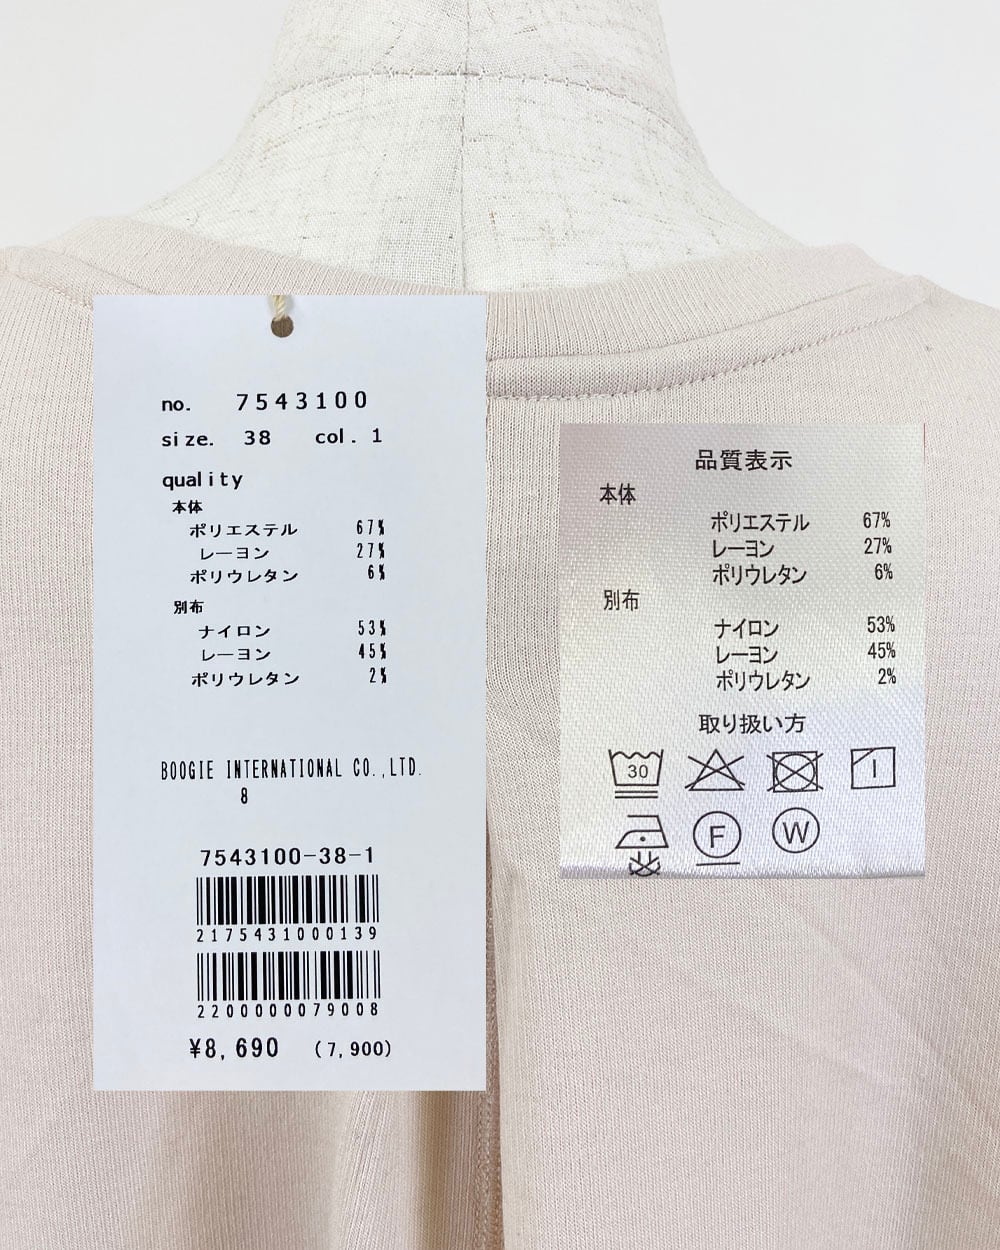 no. 7543100
size. 38 col. 1
quality
本体
ポリエステル 67%
レーヨン 27%
ポリウレタン 6%
別布
ナイロン 53%
レーヨン 45%
ポリウレタン 2%
BOOGIE INTERNATIONAL CO.,LTD.
8
7543100-38-1
2175431000139
2200000079008
¥8,690 (7,900)
品質表示
本体
ポリエステル 67%
レーヨン 27%
ポリウレタン 6%
別布
ナイロン 53%
レーヨン 45%
ポリウレタン 2%
取り扱い方
30
F W